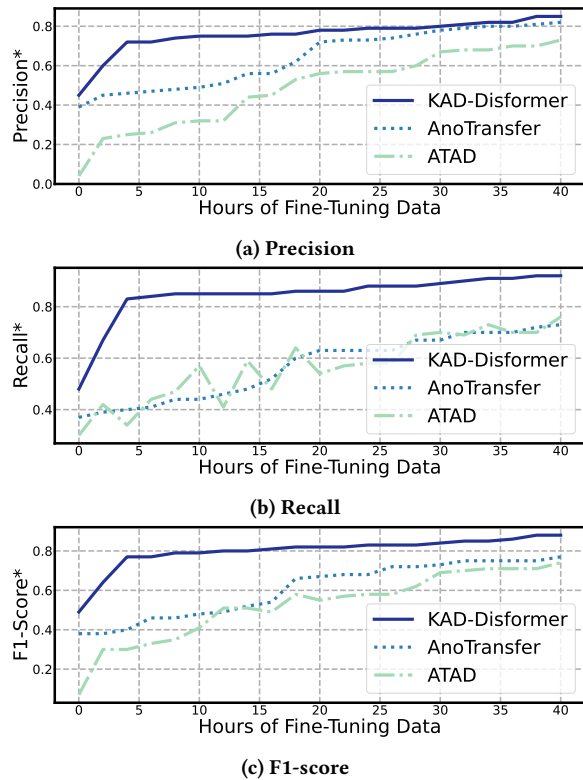 0.8
0.6
0.4
0.2
0.0
Precision*
KAD-Disformer
AnoTransfer
ATAD
0 5 10 15 20 25 30 35 40
Hours of Fine-Tuning Data
(a) Precision
0.8
0.6
0.4
Recall*
KAD-Disformer
AnoTransfer
ATAD
0 5 10 15 20 25 30 35 40
Hours of Fine-Tuning Data
(b) Recall
0.8
0.6
0.4
0.2
F1-Score*
KAD-Disformer
AnoTransfer
ATAD
0 5 10 15 20 25 30 35 40
Hours of Fine-Tuning Data
(c) F1-score